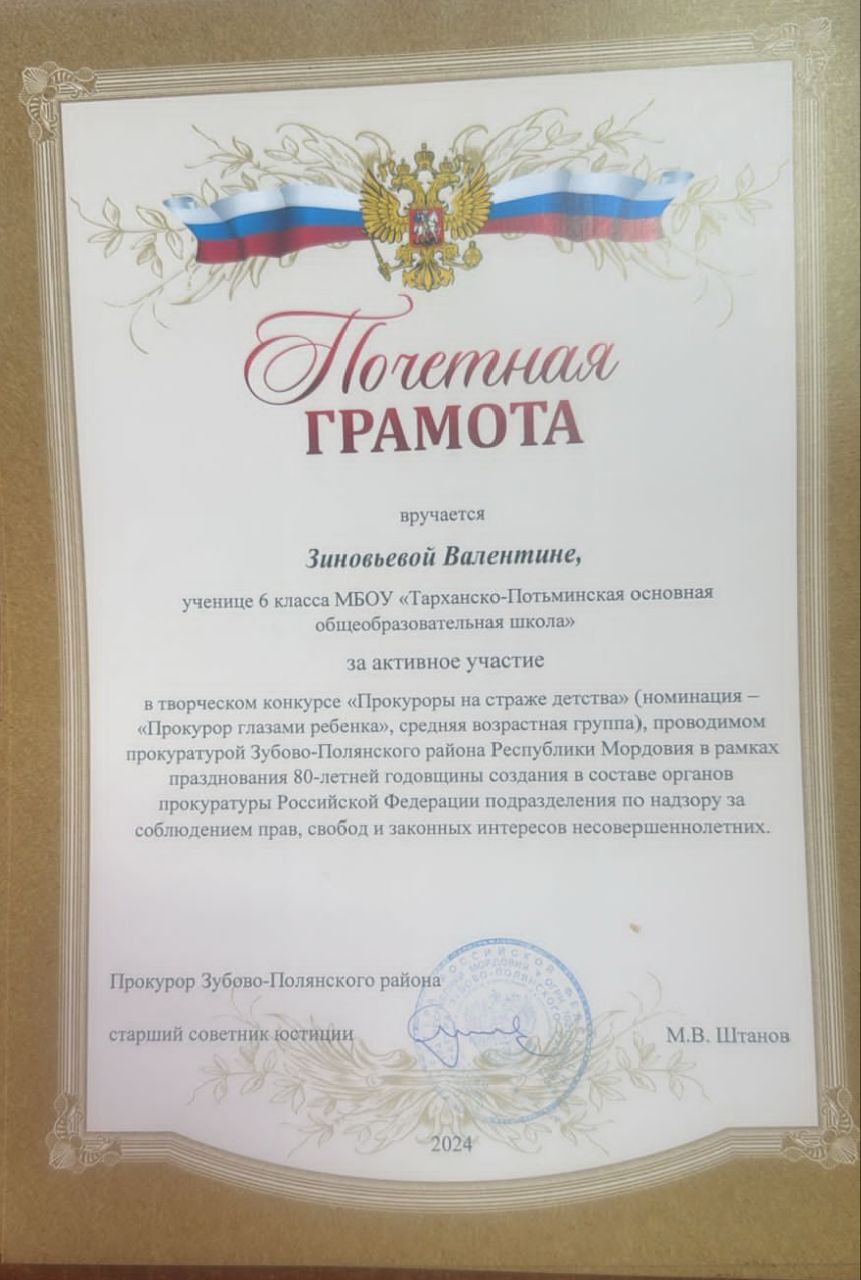 Почетная
ГРАМОТА
вручается
Зиновьевой Валентине,
ученице 6 класса МБОУ «Тарханско-Потьминская основная
общеобразовательная школа»
за активное участие
в творческом конкурсе «Прокуроры на страже детства» (номинация –
«Прокурор глазами ребенка», средняя возрастная группа), проводимом
прокуратурой Зубово-Полянского района Республики Мордовия в рамках
празднования 80-летней годовщины создания в составе органов
прокуратуры Российской Федерации подразделения по надзору за
соблюдением прав, свобод и законных интересов несовершеннолетних.
Прокурор Зубово-Полянского района
старший советник юстиции
М.В. Штанов
2024